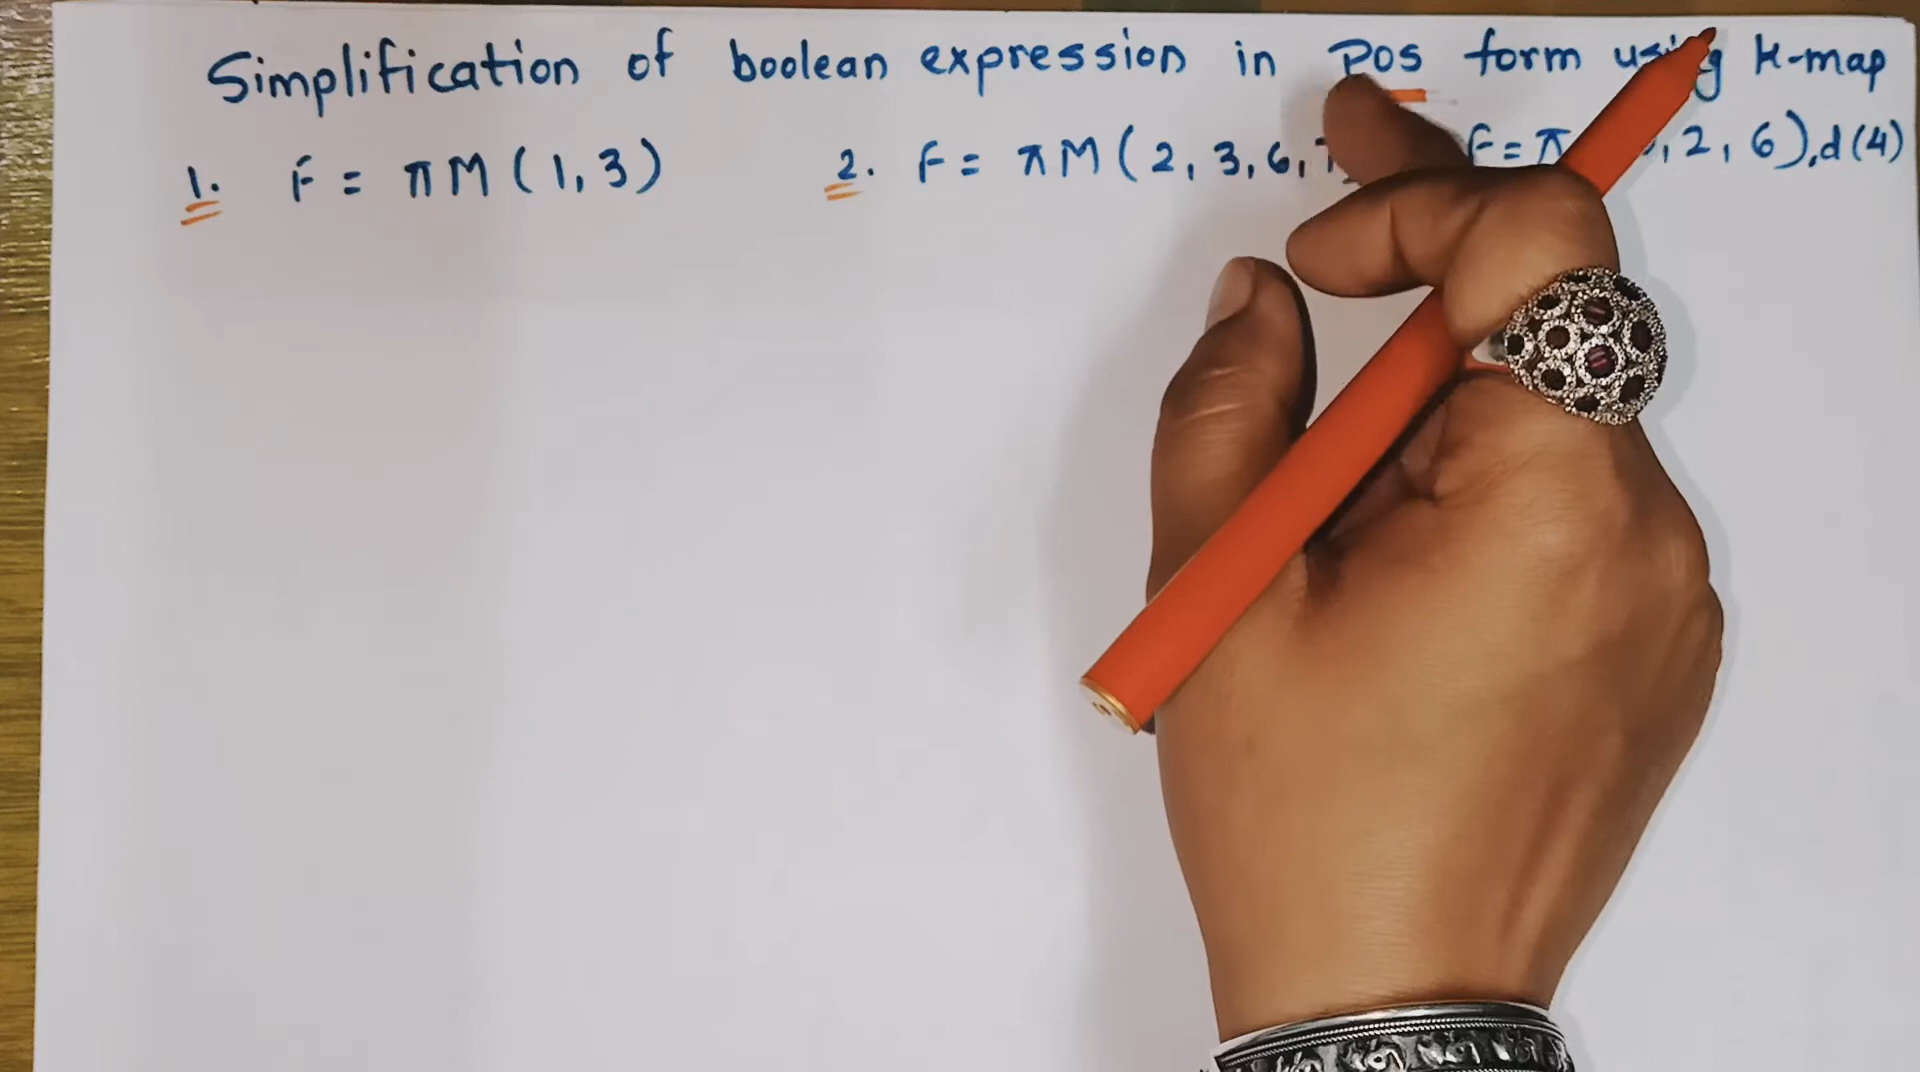 Simplification of boolean expression in POS form using K-map
1. F = πM (1,3) 2. F = πM (2, 3, 6, F = π , 2, 6), d (4)